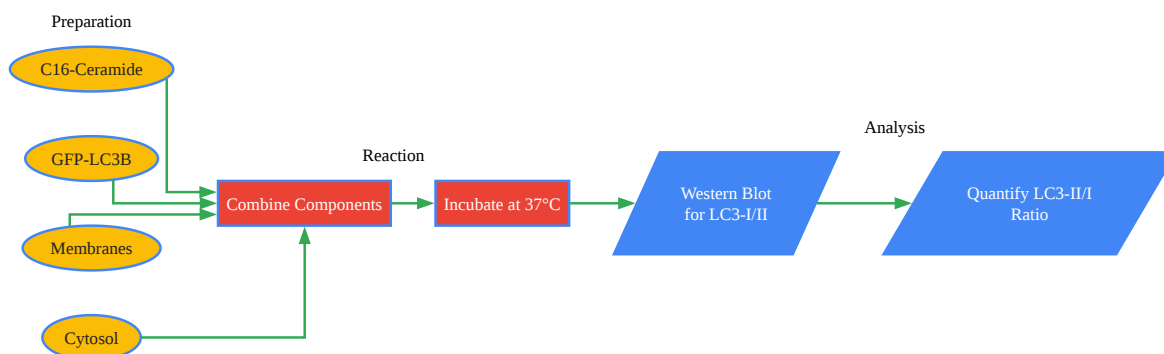 Preparation
C16-Ceramide
GFP-LC3B
Membranes
Cytosol
Reaction
Combine Components
Incubate at 37°C
Western Blot
for LC3-I/II
Analysis
Quantify LC3-II/I
Ratio